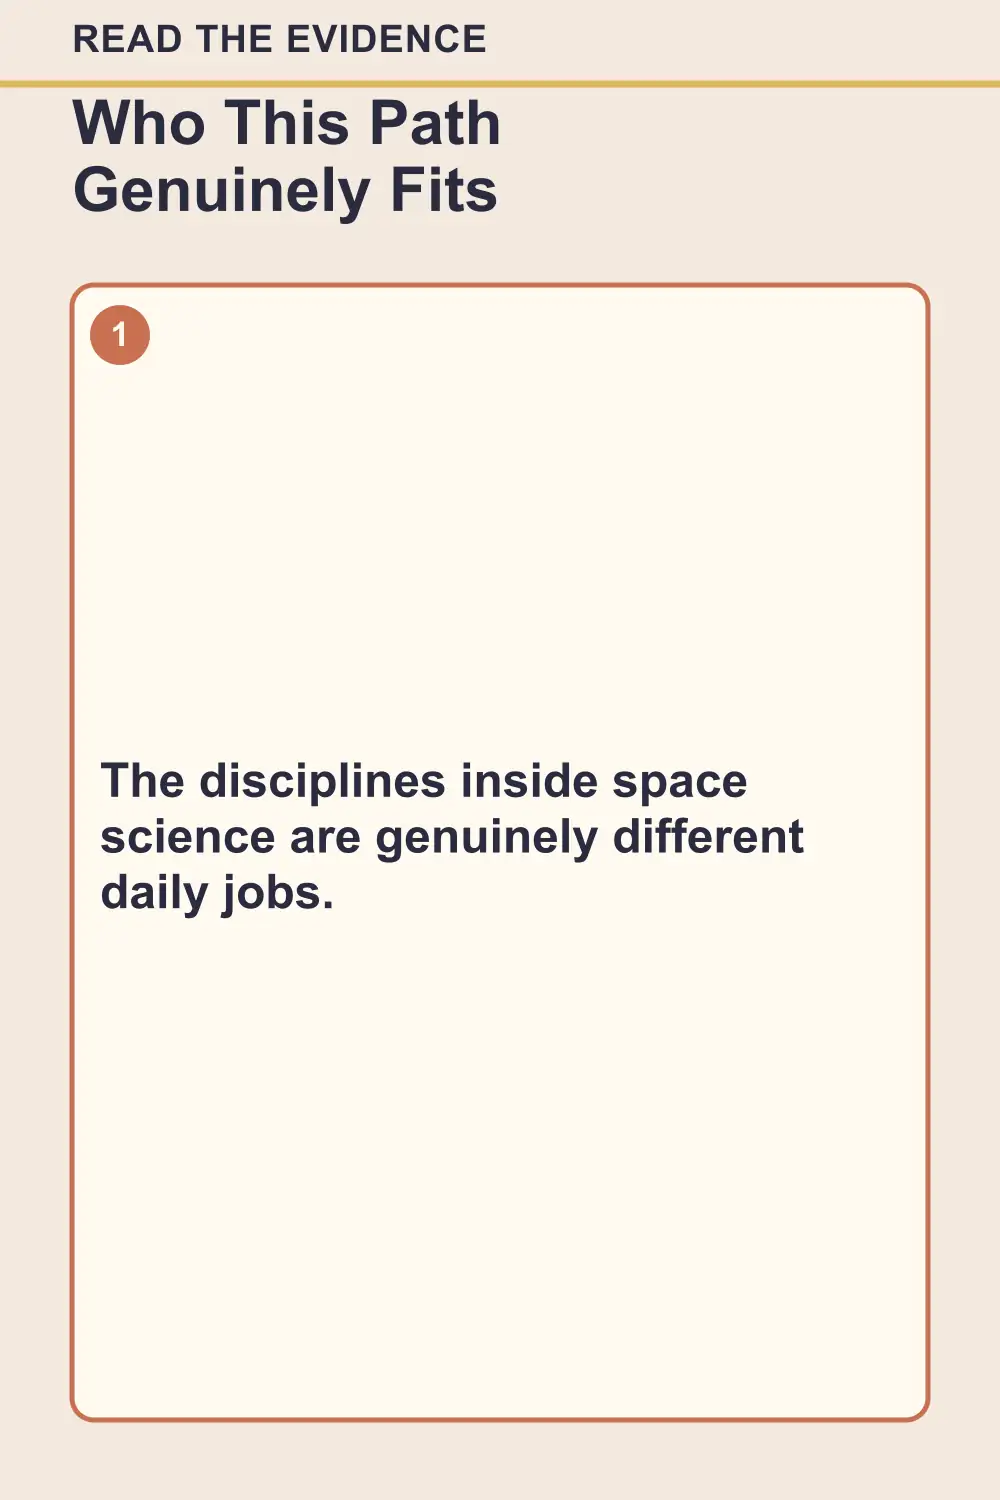 READ THE EVIDENCE
Who This Path
Genuinely Fits
1
The disciplines inside space
science are genuinely different
daily jobs.